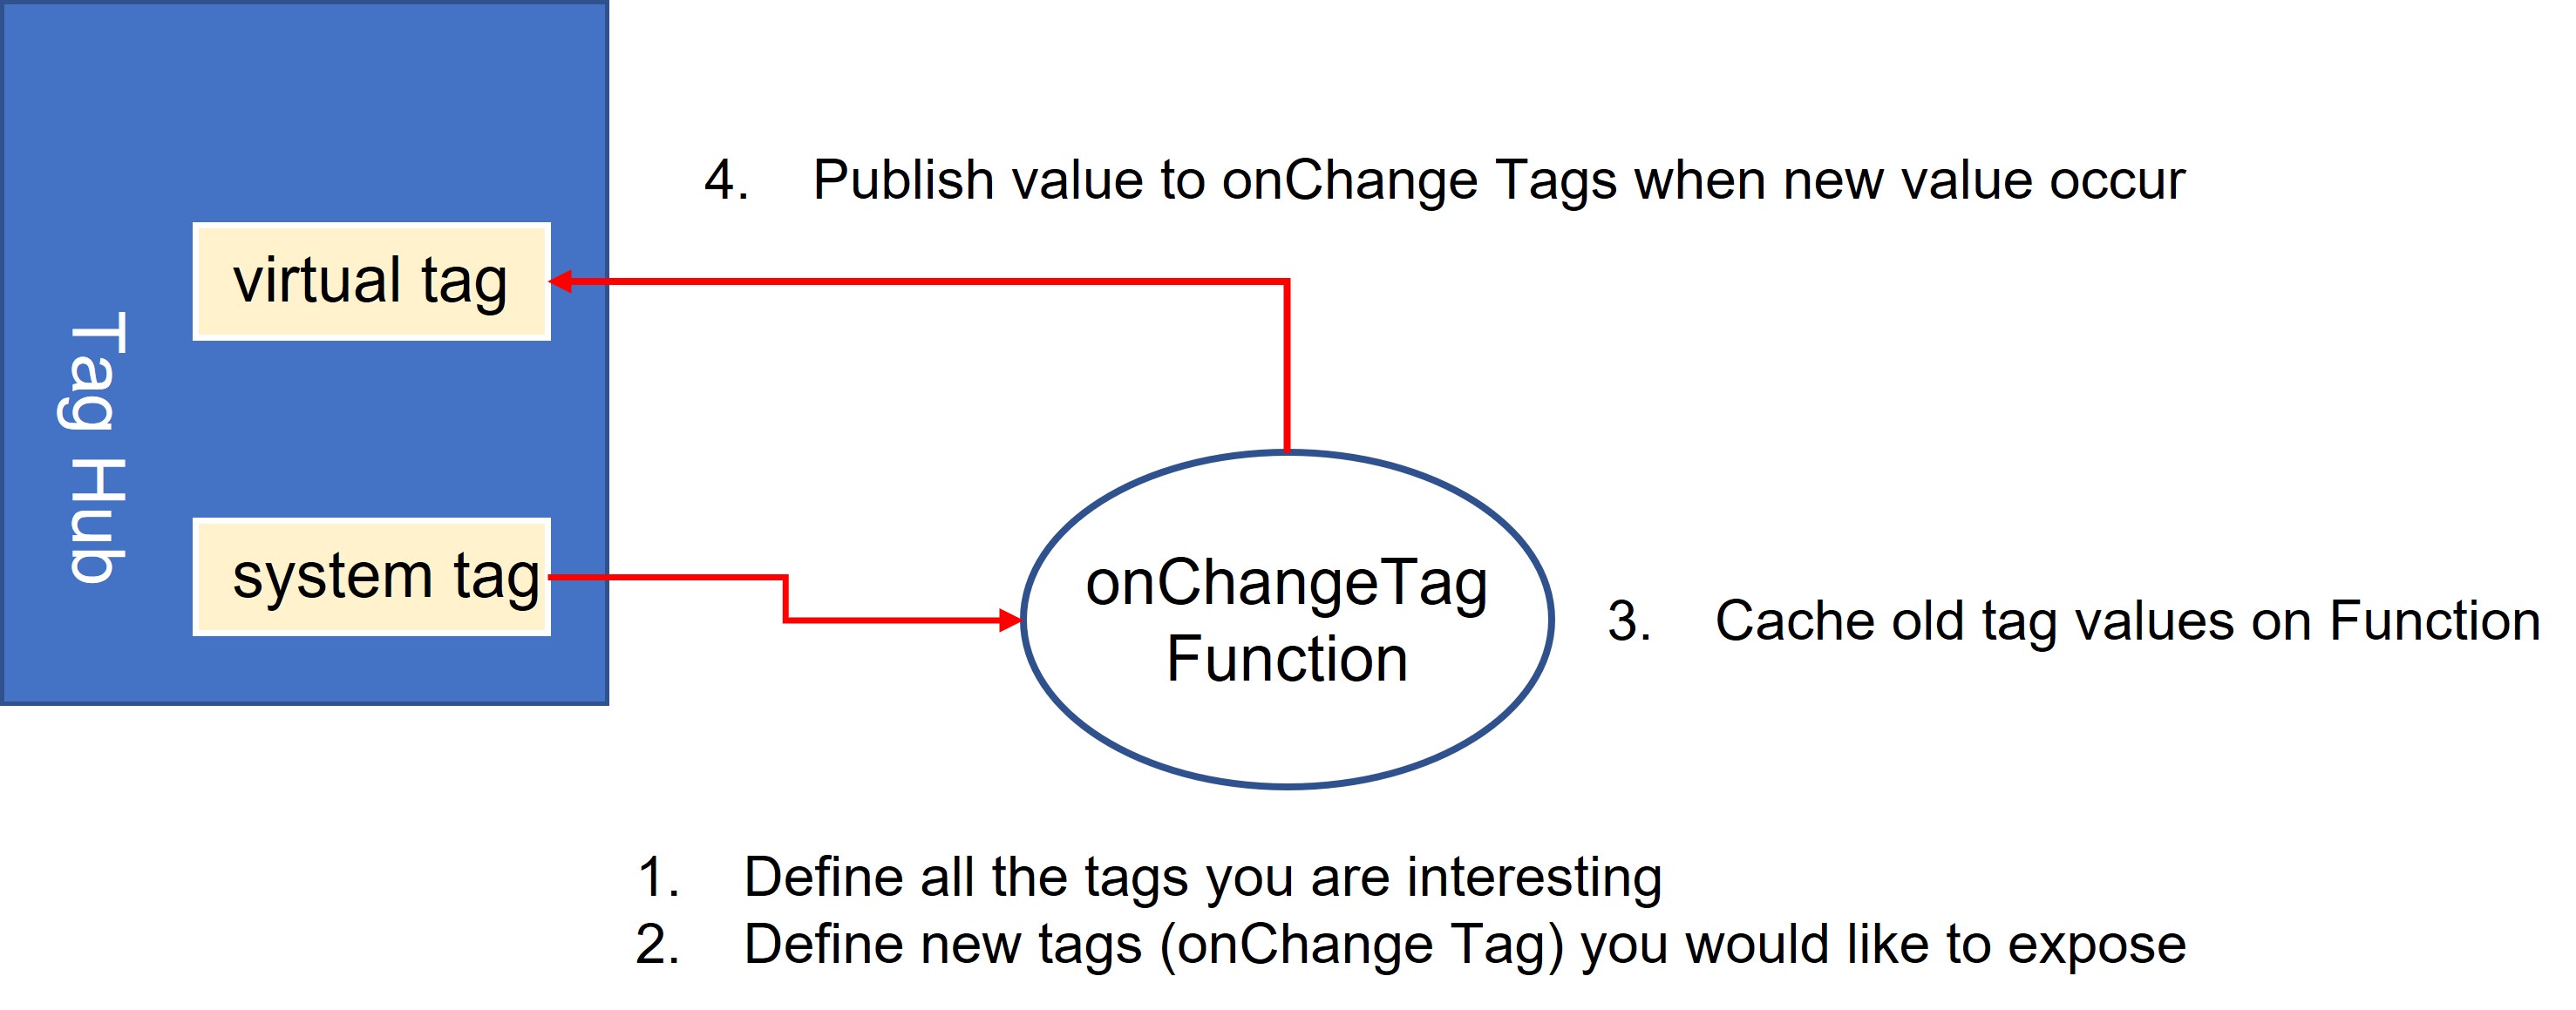 Tag Hub
4. Publish value to onChange Tags when new value occur
virtual tag
system tag
onChangeTag
Function
3. Cache old tag values on Function
1. Define all the tags you are interesting
2. Define new tags (onChange Tag) you would like to expose